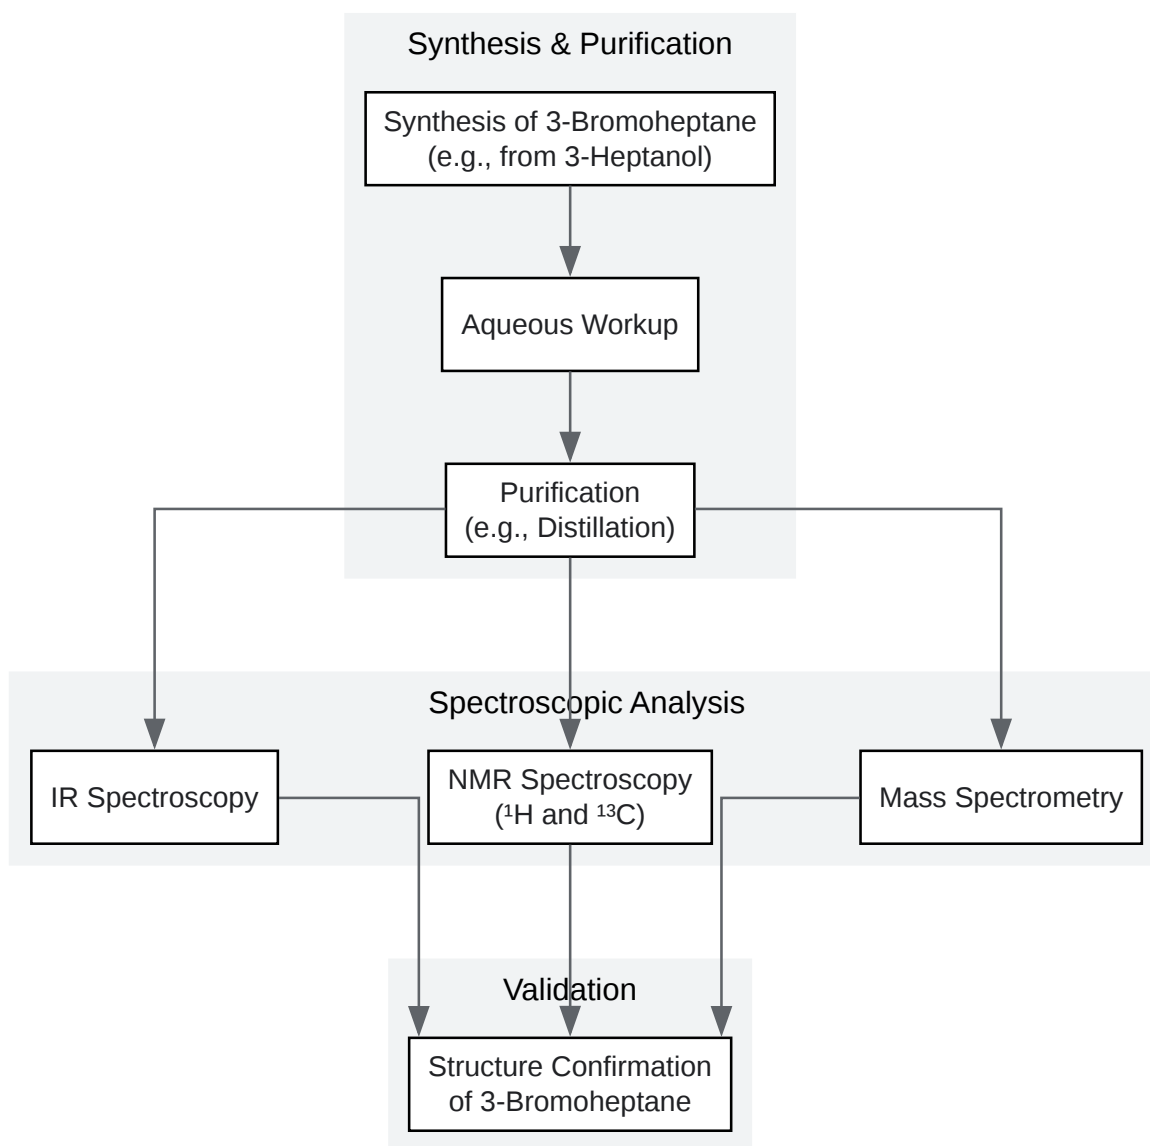 Synthesis & Purification
Synthesis of 3-Bromoheptane
(e.g., from 3-Heptanol)
Aqueous Workup
Purification
(e.g., Distillation)
Spectroscopic Analysis
IR Spectroscopy
NMR Spectroscopy
(¹H and ¹³C)
Mass Spectrometry
Validation
Structure Confirmation
of 3-Bromoheptane